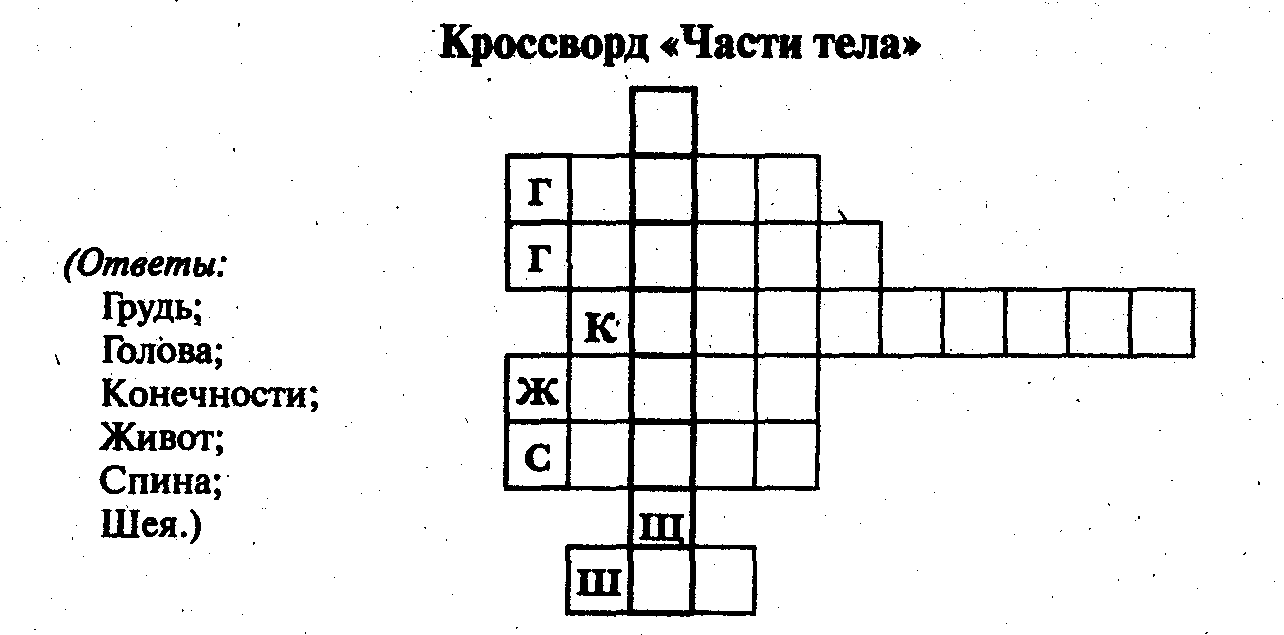 Кроссворд «Части тела»
Г
Г
К
Ж
С
Щ
Ш
(Ответы:
Грудь;
Голова;
Конечности;
Живот;
Спина;
Шея.)